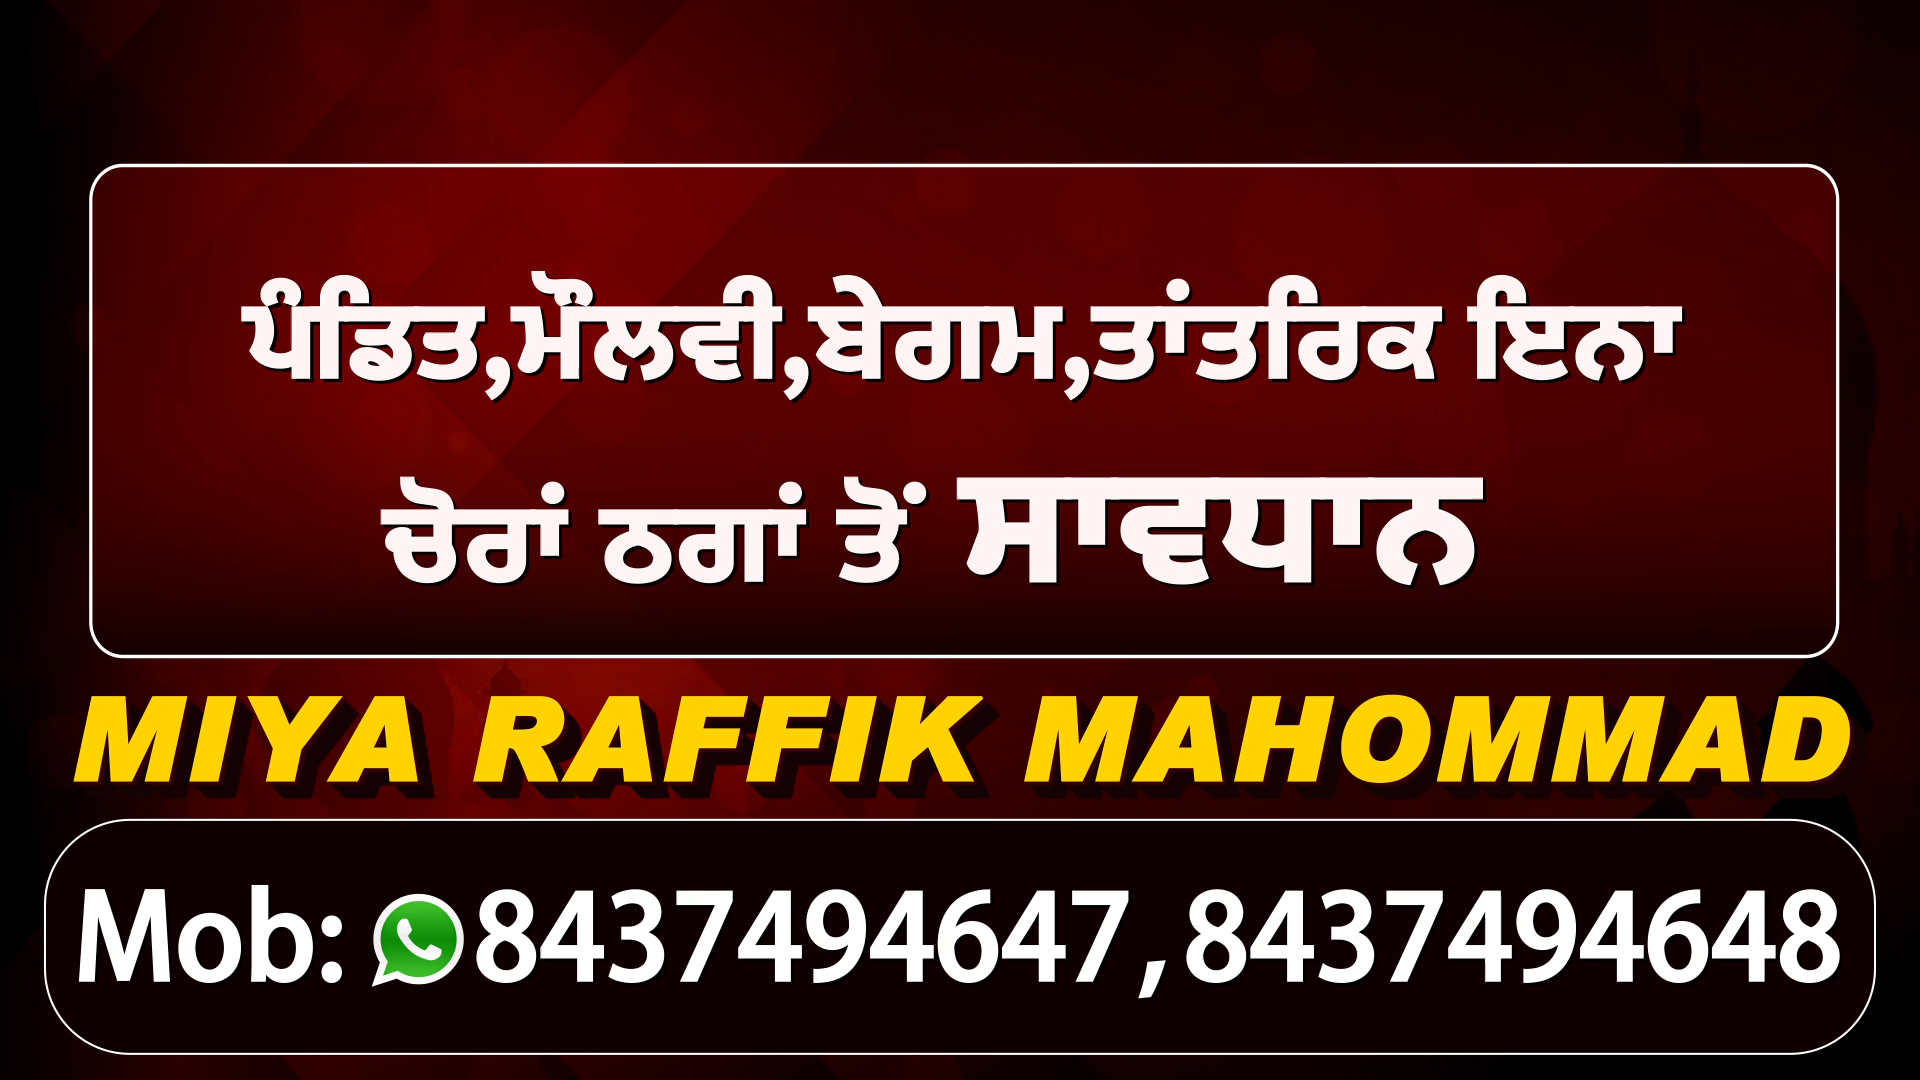 ਪੰਡਿਤ,ਮੌਲਵੀ,ਬੇਗਮ,ਤਾਂਤਰਿਕ ਇਨਾ
ਚੋਰਾਂ ਠਗਾਂ ਤੋਂ ਸਾਵਧਾਨ
MIYA RAFFIK MAHOMMAD
Mob: 8437494647, 8437494648